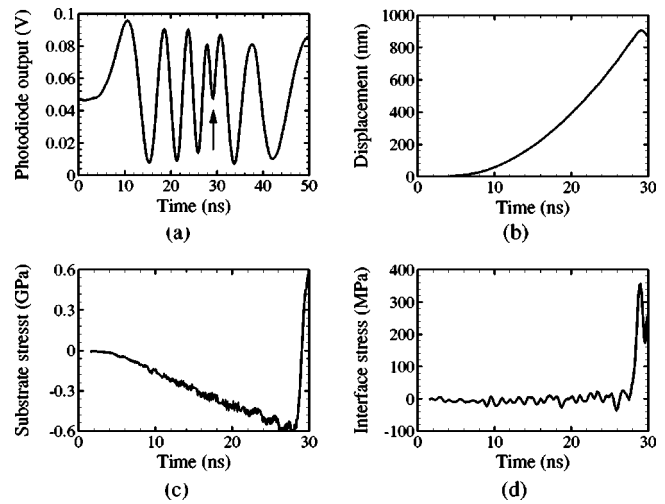 Photodiode output (V)
0.1
0.08
0.06
0.04
0.02
0
0 10 20 30 40 50
Time (ns)
(a)
Displacement (nm)
1000
800
600
400
200
0
0 10 20 30
Time (ns)
(b)
Substrate stresst (GPa)
0.6
0.3
0
-0.3
-0.6
0 10 20 30
Time (ns)
(c)
Interface stress (MPa)
400
300
200
100
0
-100
0 10 20 30
Time (ns)
(d)